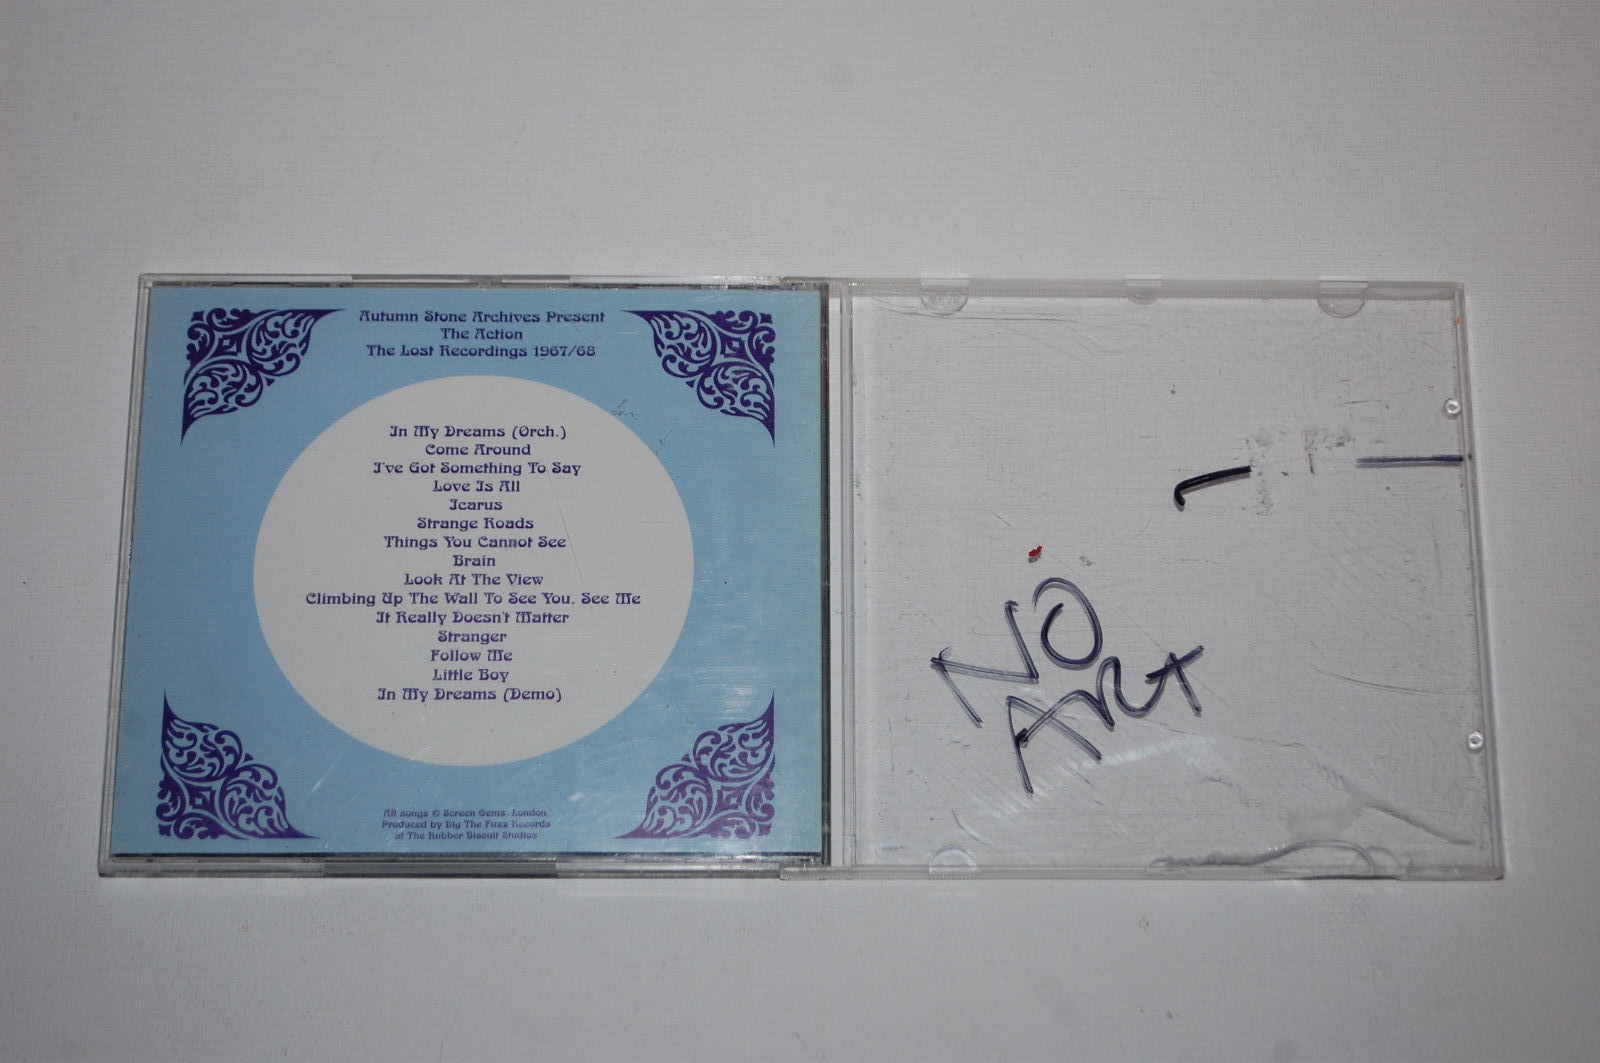 Autumn Stone Archives Present
The Action
The Lost Recordings 1967/68
In My Dreams (Orch.)
Come Around
I've Got Something To Say
Love Is All
Icarus
Strange Roads
Things You Cannot See
Brain
Look At The View
Climbing Up The Wall To See You, See Me
It Really Doesn't Matter
Stranger
Follow Me
Little Boy
In My Dreams (Demo)
All songs © Screen Gems, London.
Produced by Dig The Fuzz Records
at The Rubber Biscuit Studios
NO
ART